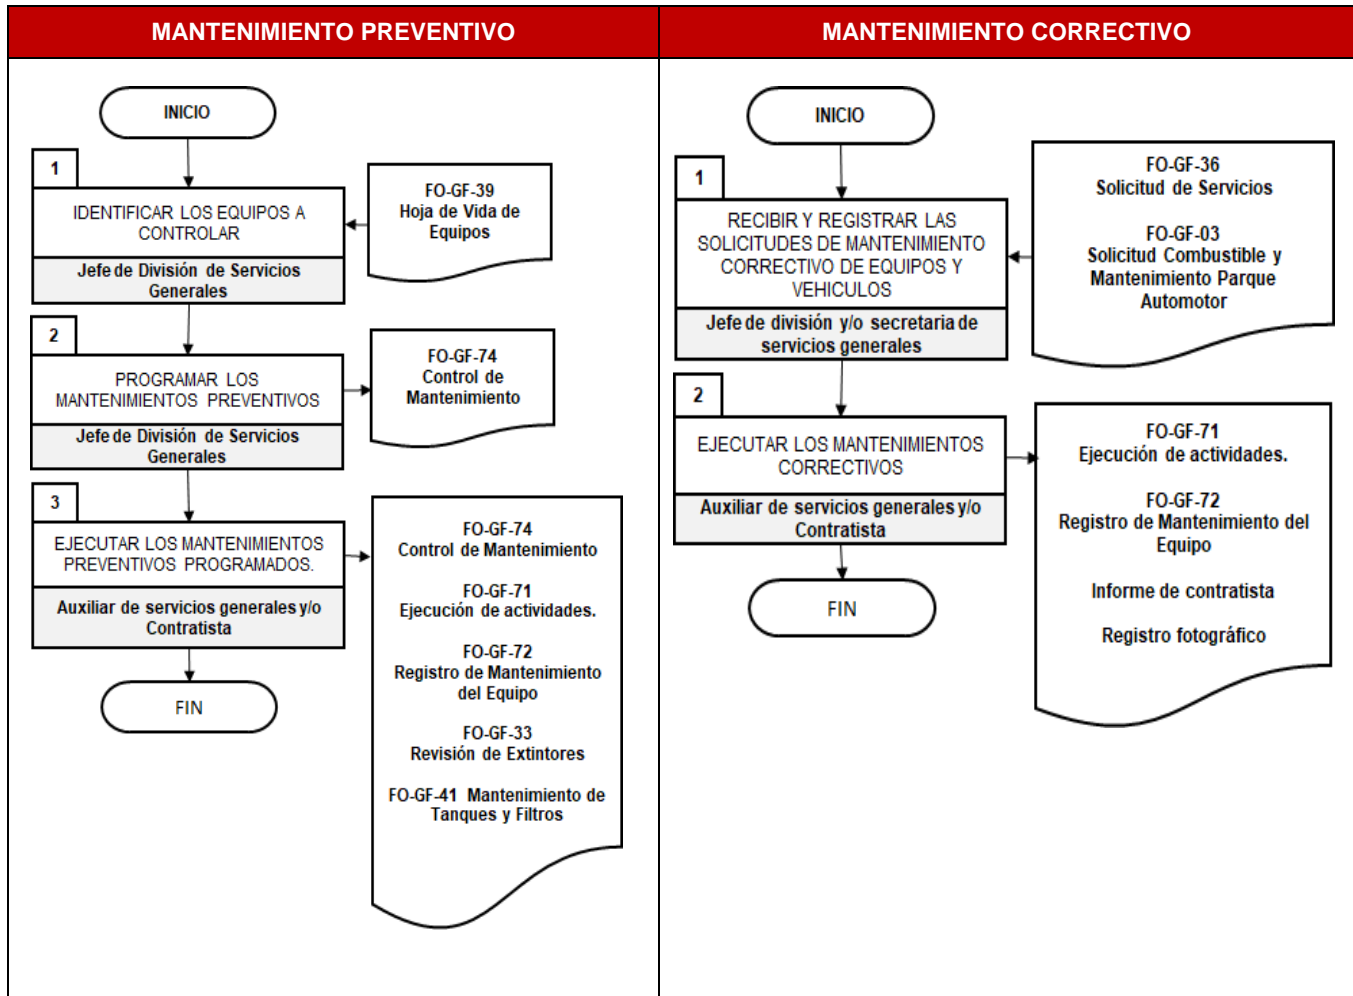 MANTENIMIENTO PREVENTIVO
INICIO
1
IDENTIFICAR LOS EQUIPOS A
CONTROLAR
Jefe de División de Servicios
Generales
FO-GF-39
Hoja de Vida de
Equipos
2
PROGRAMAR LOS
MANTENIMIENTOS PREVENTIVOS
Jefe de División de Servicios
Generales
FO-GF-74
Control de
Mantenimiento
3
EJECUTAR LOS MANTENIMIENTOS
PREVENTIVOS PROGRAMADOS.
Auxiliar de servicios generales y/o
Contratista
FO-GF-74
Control de Mantenimiento
FO-GF-71
Ejecución de actividades.
FO-GF-72
Registro de Mantenimiento
del Equipo
FO-GF-33
Revisión de Extintores
FO-GF-41 Mantenimiento de
Tanques y Filtros
FIN
MANTENIMIENTO CORRECTIVO
INICIO
1
RECIBIR Y REGISTRAR LAS
SOLICITUDES DE MANTENIMIENTO
CORRECTIVO DE EQUIPOS Y
VEHICULOS
Jefe de división y/o secretaria de
servicios generales
FO-GF-36
Solicitud de Servicios
FO-GF-03
Solicitud Combustible y
Mantenimiento Parque
Automotor
2
EJECUTAR LOS MANTENIMIENTOS
CORRECTIVOS
Auxiliar de servicios generales y/o
Contratista
FO-GF-71
Ejecución de actividades.
FO-GF-72
Registro de Mantenimiento del
Equipo
Informe de contratista
Registro fotográfico
FIN